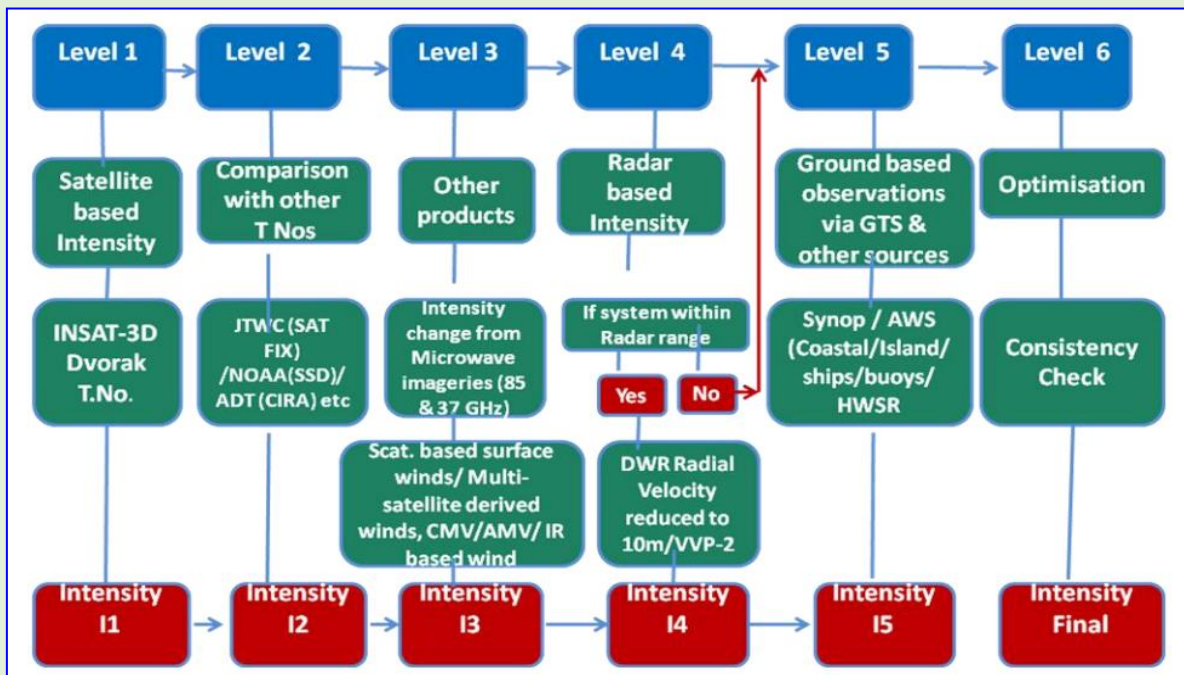 Level 1
Level 2
Level 3
Level 4
Level 5
Level 6
Satellite
based
Intensity
Comparison
with other
T Nos
Other
products
Radar
based
Intensity
Ground based
observations
via GTS &
other sources
Optimisation
INSAT-3D
Dvorak
T.No.
JTWC (SAT
FIX)
/NOAA(SSD)/
ADT (CIRA) etc
Intensity
change from
Microwave
imageries (85
& 37 GHz)
If system within
Radar range
Yes
No
Synop / AWS
(Coastal/Island/
ships/buoys/
HWSR
Consistency
Check
Scat. based surface
winds/ Multi-
satellite derived
winds, CMV/AMV/ IR
based wind
DWR Radial
Velocity
reduced to
10m/VVP-2
Intensity
I1
Intensity
I2
Intensity
I3
Intensity
I4
Intensity
I5
Intensity
Final